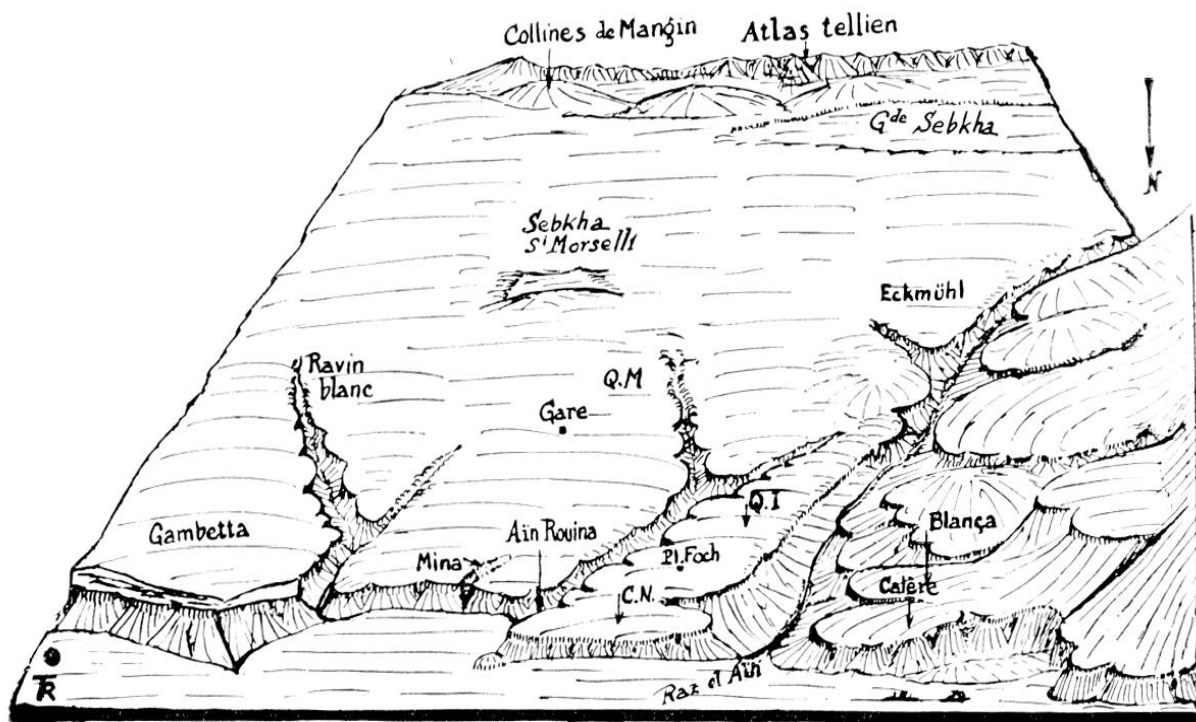 Collines de Mangin
Atlas tellien
Gde Sebkha
N
Sebkha
St Morselli
Eckmühl
Ravin
blanc
Q.M
Gare
Q.I
Gambetta
Aïn Rouina
Blança
Mina
Pl. Foch
C.N.
Calère
Raz el Aïn
TR